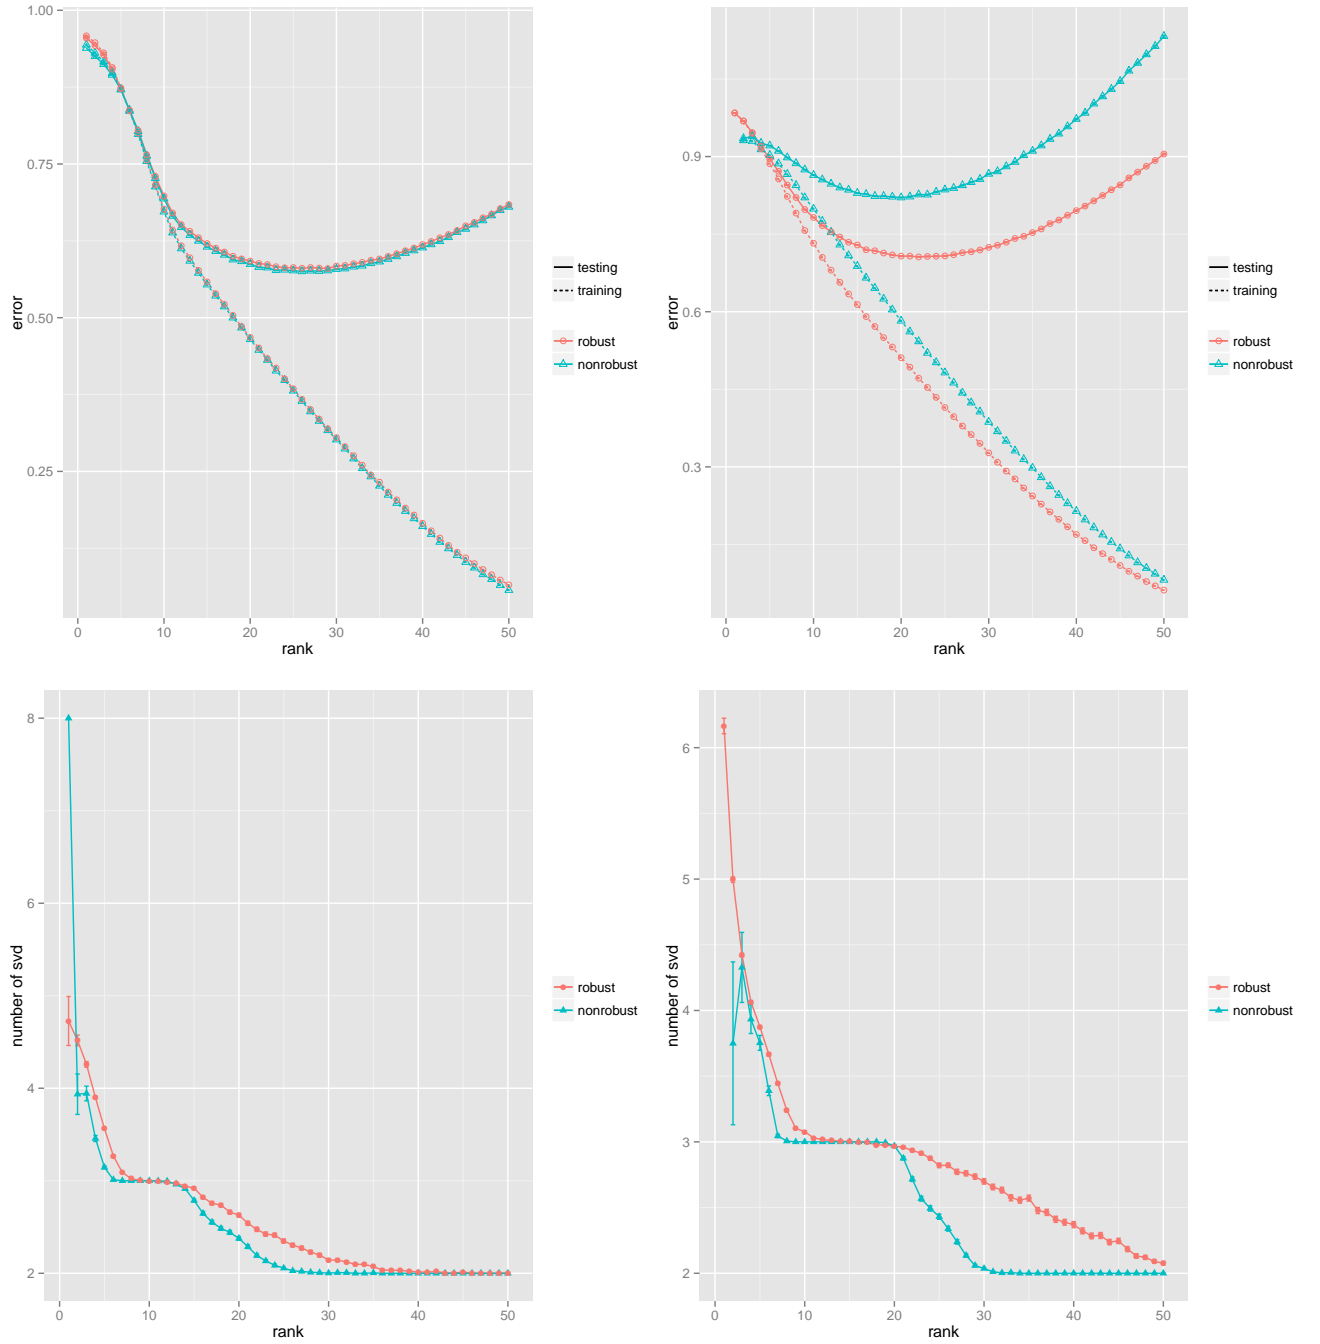 1.00
0.75
0.50
0.25
error
0 10 20 30 40 50
rank
testing
training
robust
nonrobust
0.9
0.6
0.3
error
0 10 20 30 40 50
rank
testing
training
robust
nonrobust
8
6
4
2
number of svd
0 10 20 30 40 50
rank
robust
nonrobust
6
5
4
3
2
number of svd
0 10 20 30 40 50
rank
robust
nonrobust